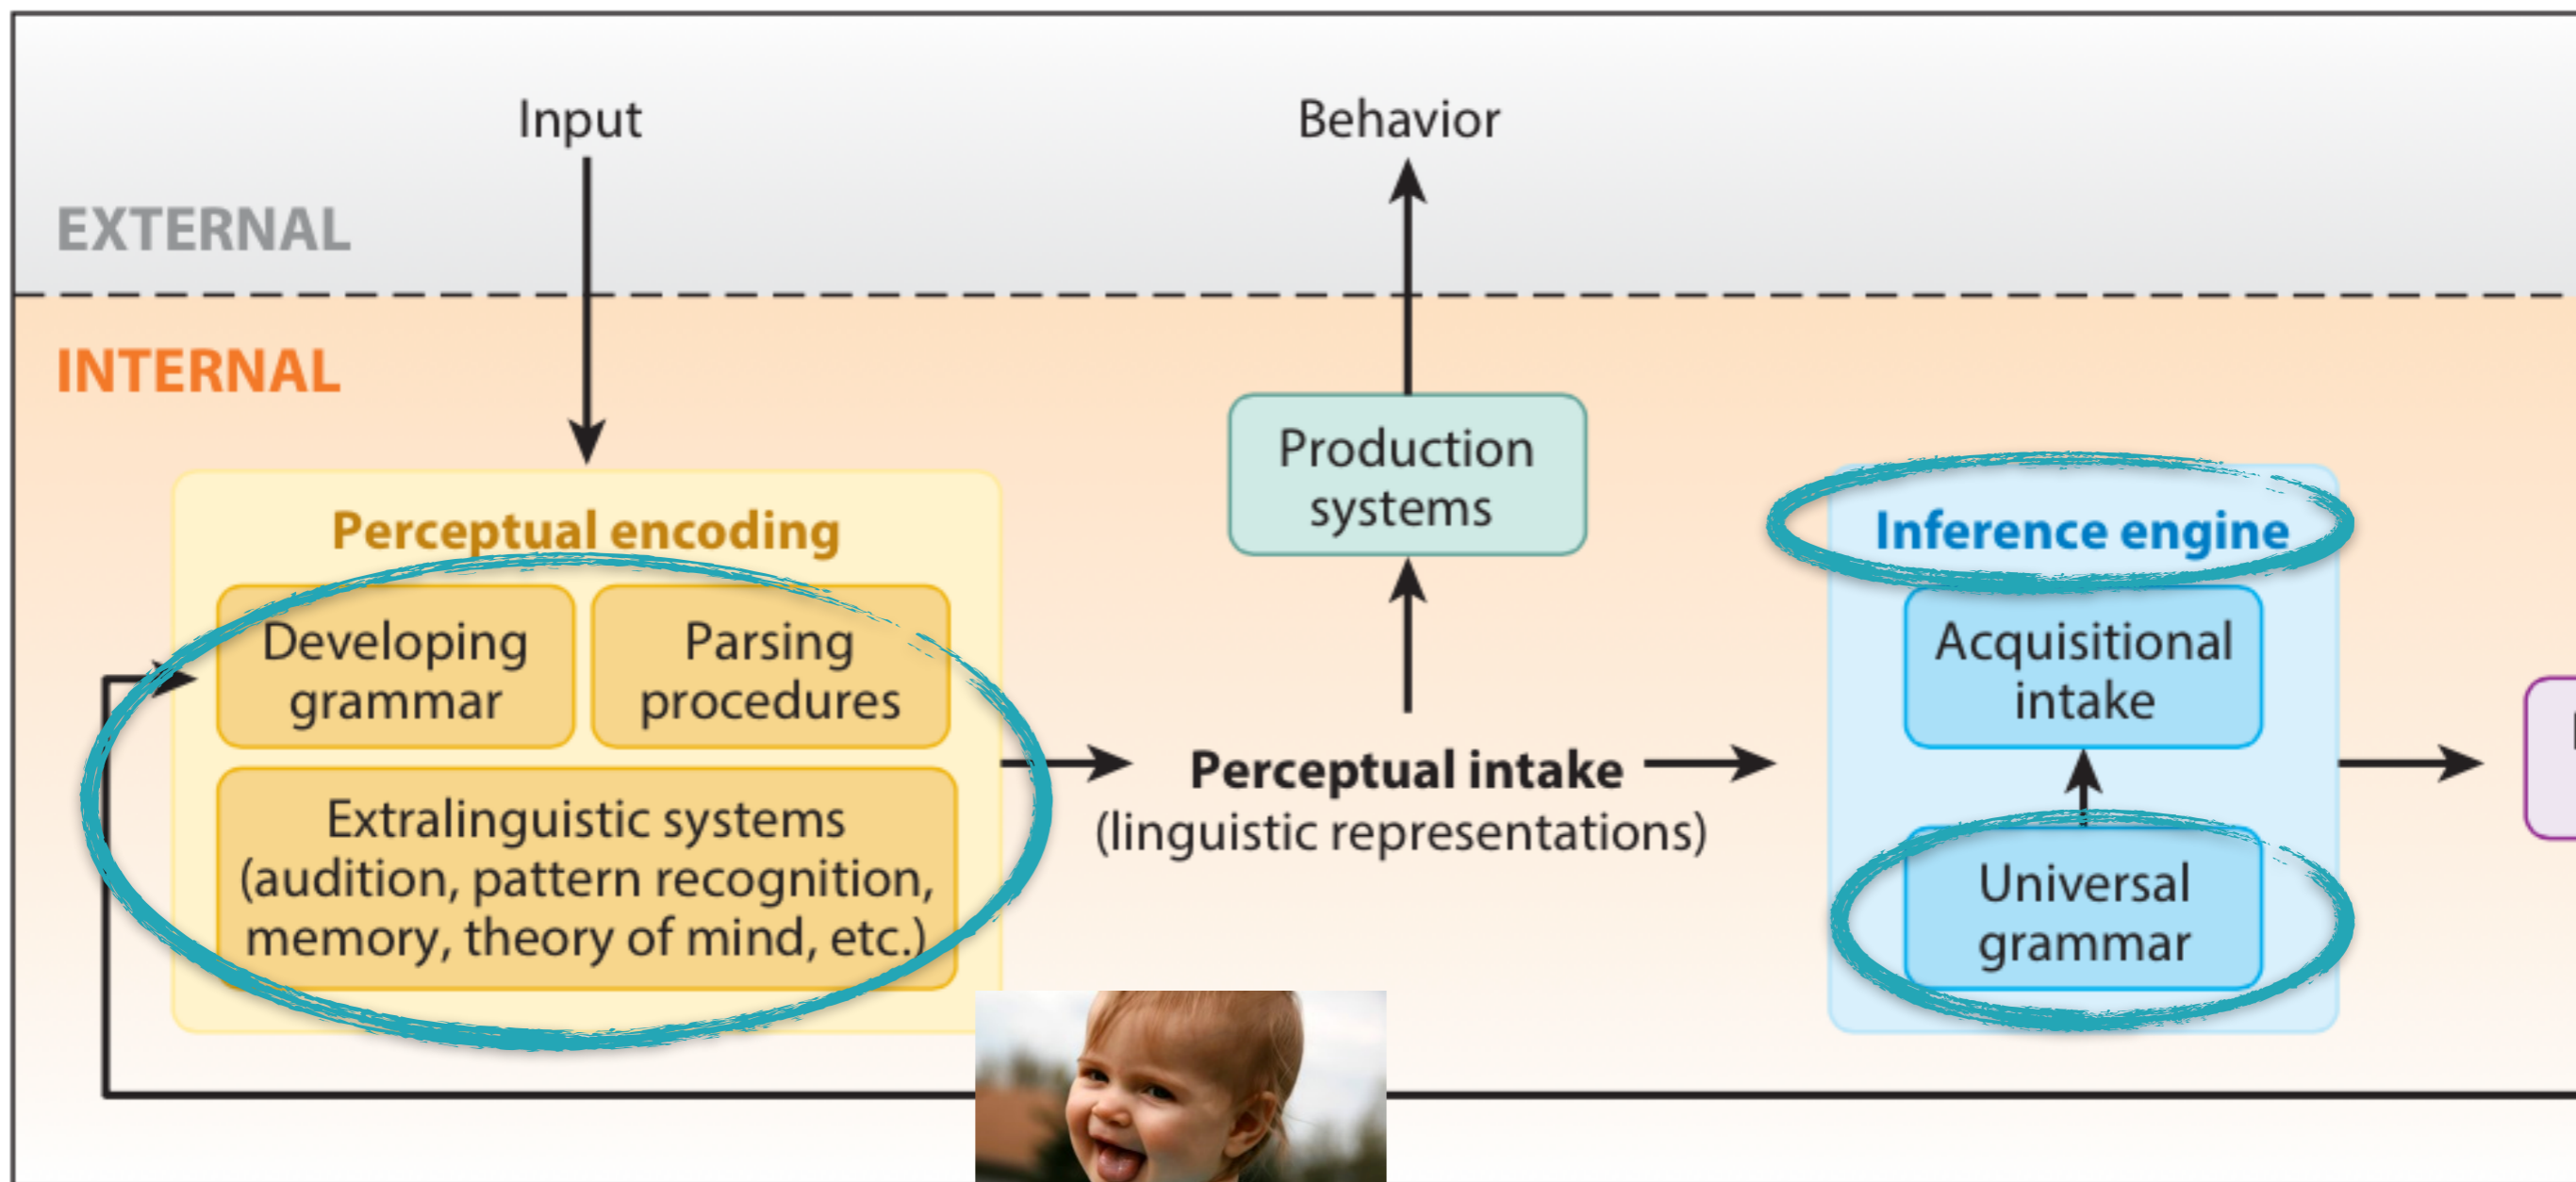 Input
Behavior
EXTERNAL
INTERNAL
Perceptual encoding
Developing
grammar
Parsing
procedures
Extralinguistic systems
(audition, pattern recognition,
memory, theory of mind, etc.)
Production
systems
Perceptual intake
(linguistic representations)
Inference engine
Acquisitional
intake
Universal
grammar